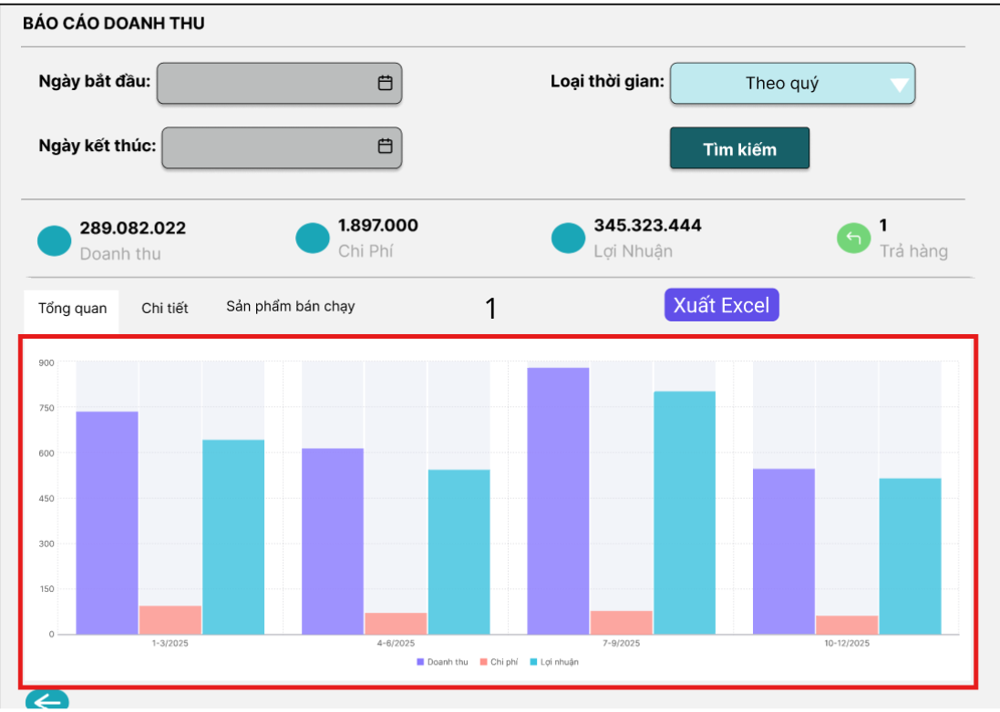 BÁO CÁO DOANH THU
Ngày bắt đầu:
Loại thời gian: Theo quý
Ngày kết thúc:
Tìm kiếm
289.082.022
Doanh thu
1.897.000
Chi Phí
345.323.444
Lợi Nhuận
1
Trả hàng
Tổng quan
Chi tiết
Sản phẩm bán chạy
1
Xuất Excel
900
750
600
450
300
150
0
1-3/2025
4-6/2025
7-9/2025
10-12/2025
Doanh thu
Chi phí
Lợi nhuận